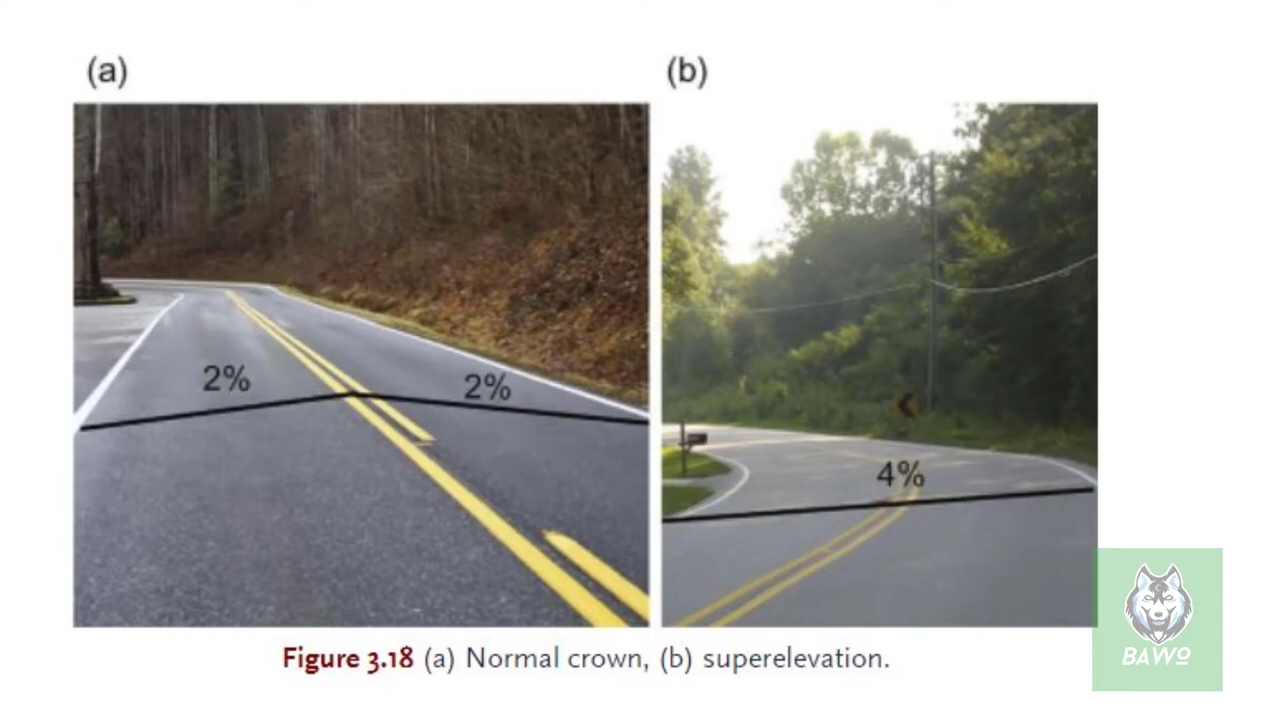 (a)
(b)
2%
2%
4%
Figure 3.18 (a) Normal crown, (b) superelevation.
BAWO